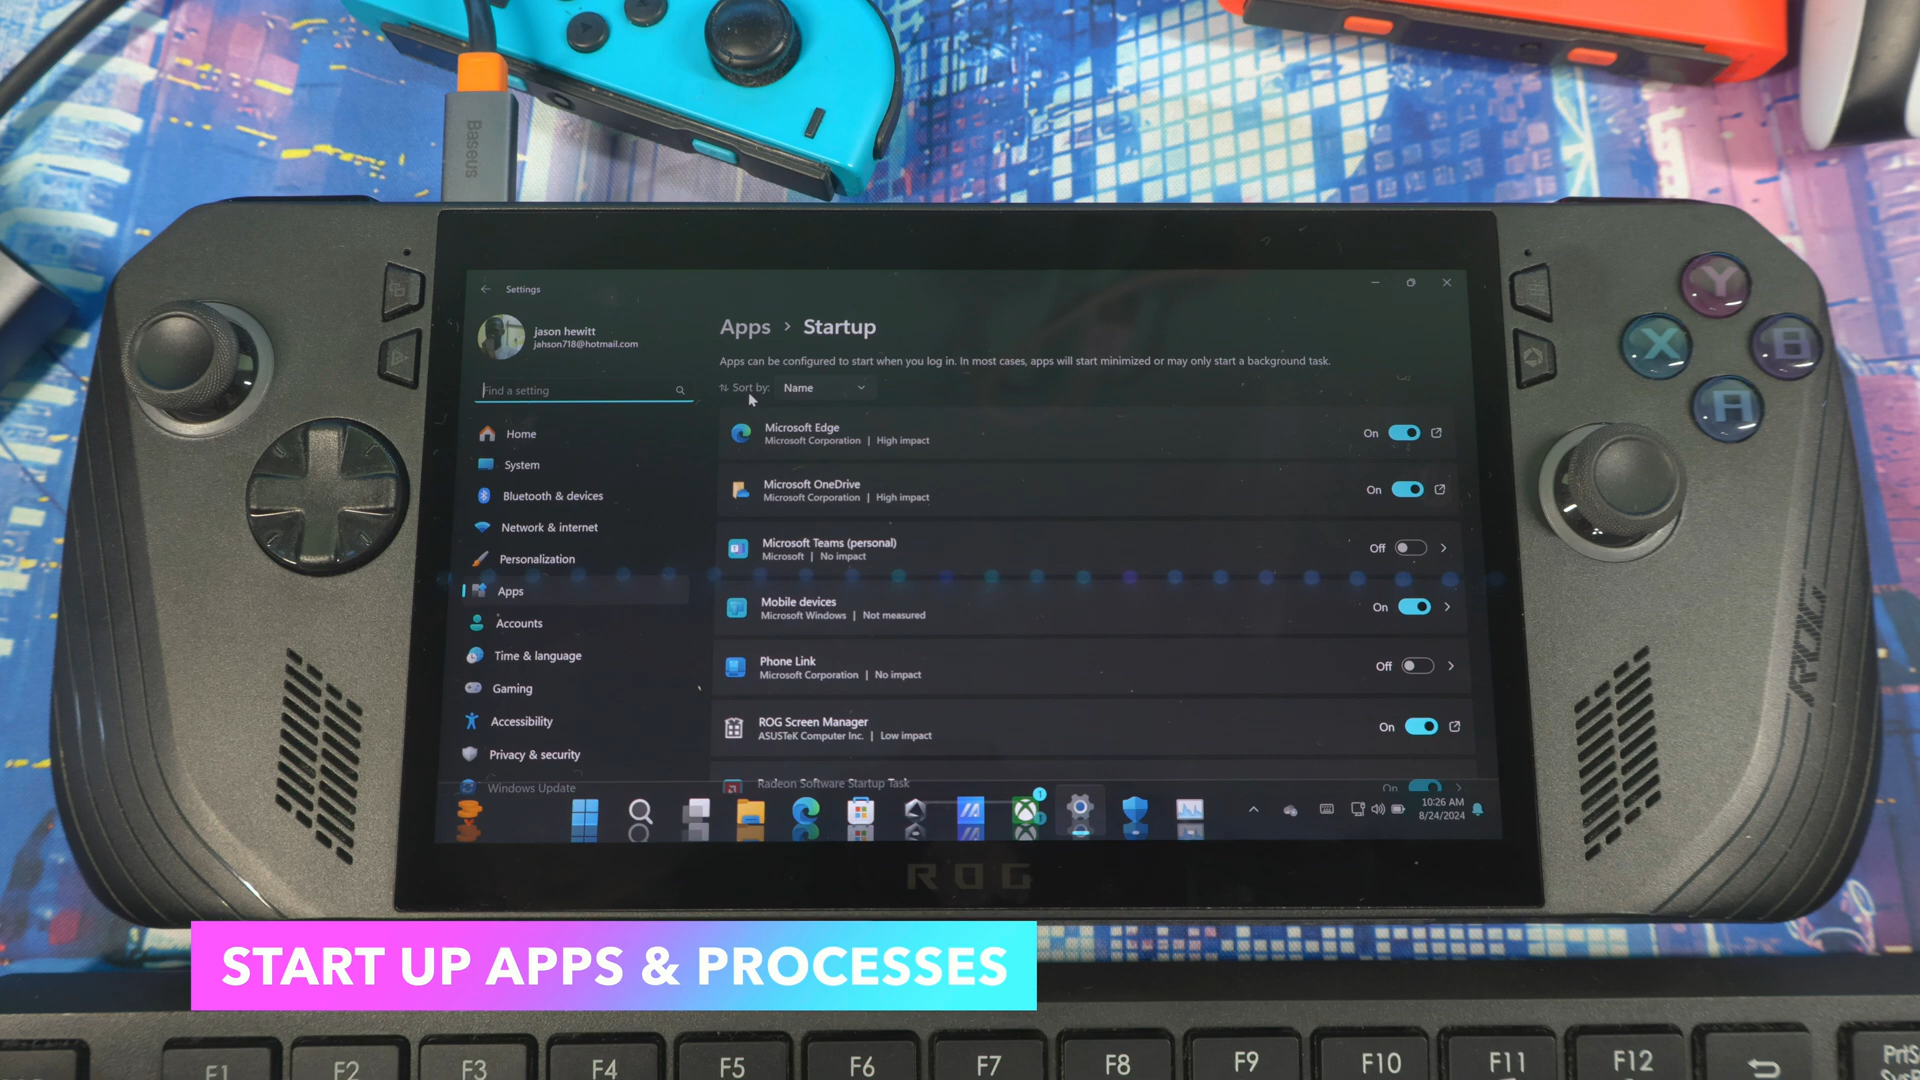 Baseus
Settings
jason hewitt
jahson718@hotmail.com
Find a setting
Home
System
Bluetooth & devices
Network & internet
Personalization
Apps
Accounts
Time & language
Gaming
Accessibility
Privacy & security
Windows Update
Apps > Startup
Apps can be configured to start when you log in. In most cases, apps will start minimized or may only start a background task.
Sort by: Name
Microsoft Edge
Microsoft Corporation | High impact
On
Microsoft OneDrive
Microsoft Corporation | High impact
On
Microsoft Teams (personal)
Microsoft | No impact
Off
Mobile devices
Microsoft Windows | Not measured
On
Phone Link
Microsoft Corporation | No impact
Off
ROG Screen Manager
ASUSTeK Computer Inc. | Low impact
On
Radeon Software Startup Task
On
1
10:26 AM
8/24/2024
Y
X
B
A
ROG
ROG
START UP APPS & PROCESSES
F1
F2
F3
F4
F5
F6
F7
F8
F9
F10
F11
F12